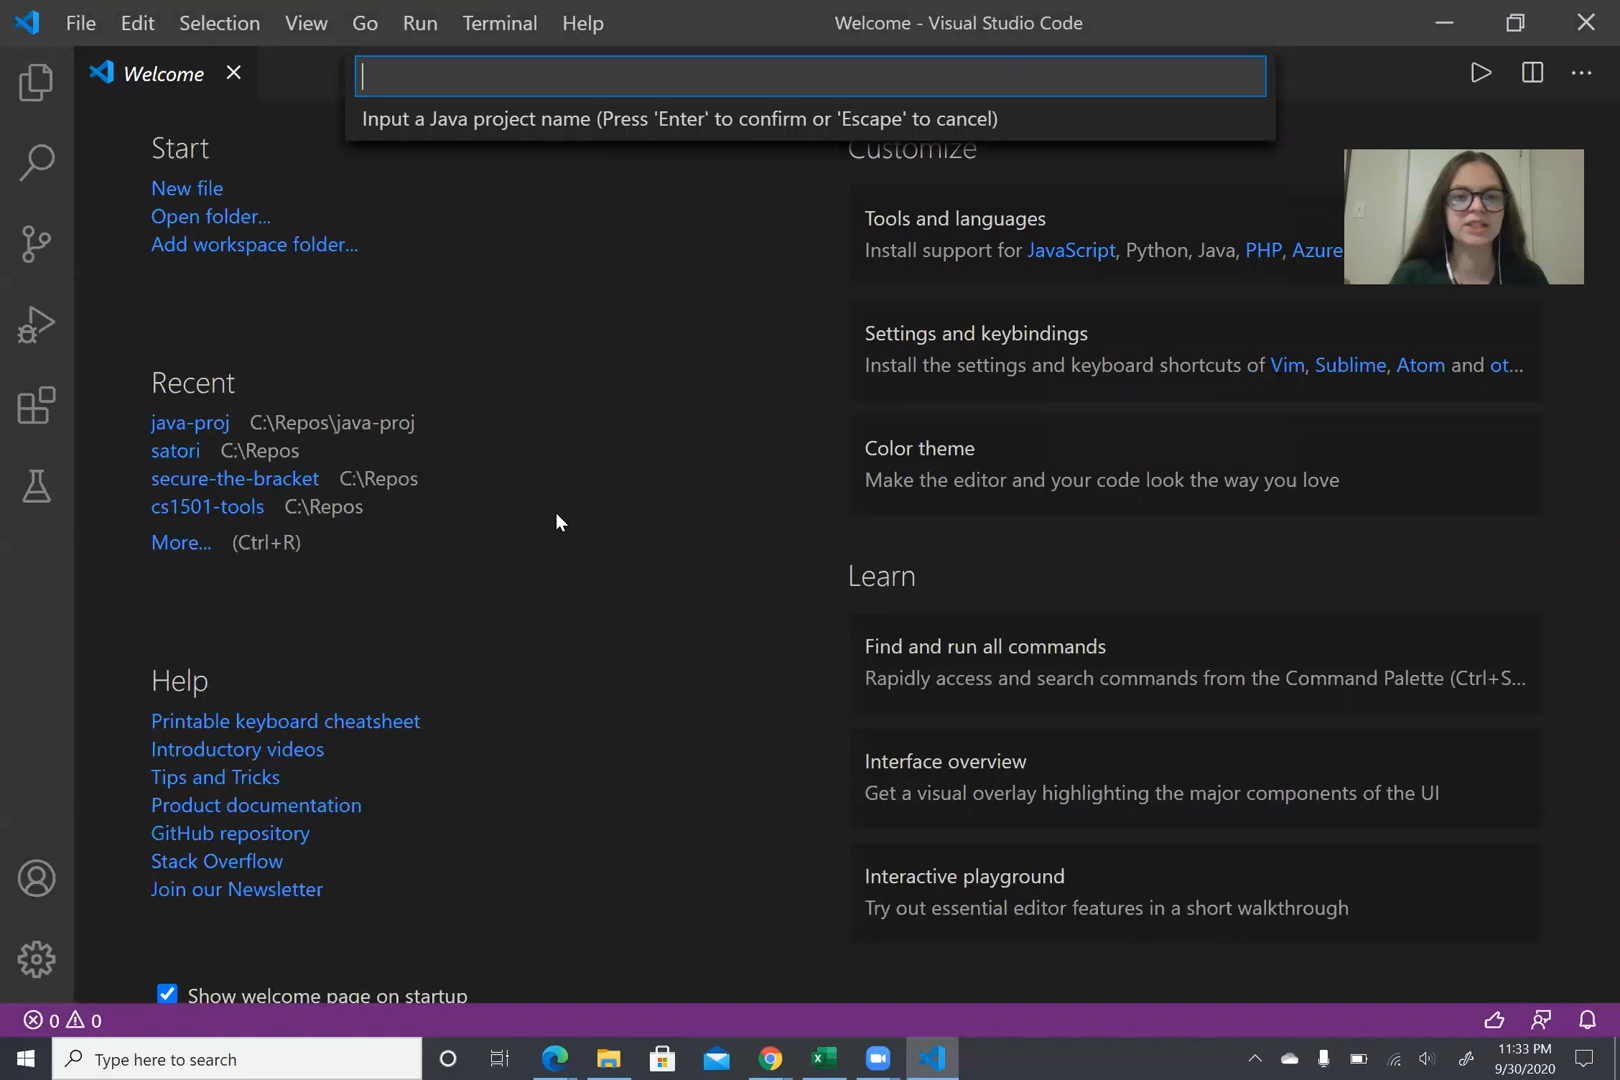 File Edit Selection View Go Run Terminal Help
Welcome - Visual Studio Code
Welcome
Input a Java project name (Press 'Enter' to confirm or 'Escape' to cancel)
Start
New file
Open folder...
Add workspace folder...
Recent
java-proj C:\Repos\java-proj
satori C:\Repos
secure-the-bracket C:\Repos
cs1501-tools C:\Repos
More... (Ctrl+R)
Help
Printable keyboard cheatsheet
Introductory videos
Tips and Tricks
Product documentation
GitHub repository
Stack Overflow
Join our Newsletter
Show welcome page on startup
Customize
Tools and languages
Install support for JavaScript, Python, Java, PHP, Azure
Settings and keybindings
Install the settings and keyboard shortcuts of Vim, Sublime, Atom and ot...
Color theme
Make the editor and your code look the way you love
Learn
Find and run all commands
Rapidly access and search commands from the Command Palette (Ctrl+S...
Interface overview
Get a visual overlay highlighting the major components of the UI
Interactive playground
Try out essential editor features in a short walkthrough
0 0
Type here to search
11:33 PM
9/30/2020